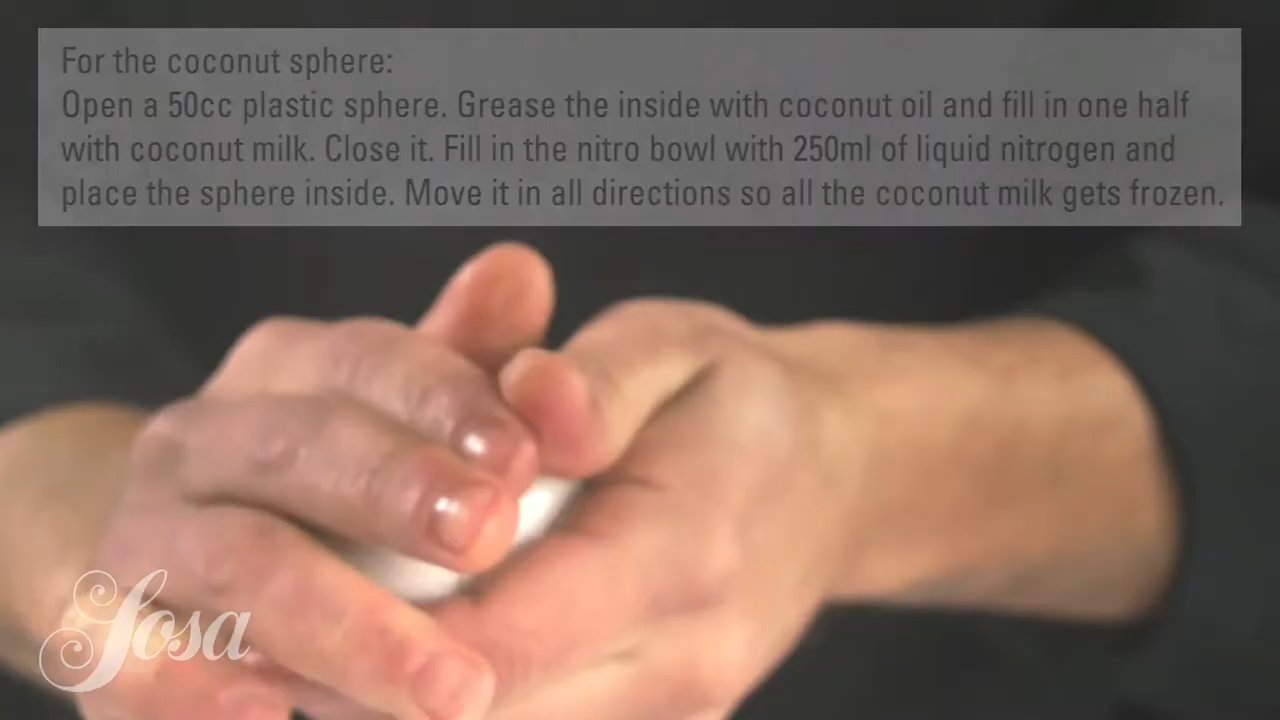 For the coconut sphere:
Open a 50cc plastic sphere. Grease the inside with coconut oil and fill in one half
with coconut milk. Close it. Fill in the nitro bowl with 250ml of liquid nitrogen and
place the sphere inside. Move it in all directions so all the coconut milk gets frozen.
Sosa